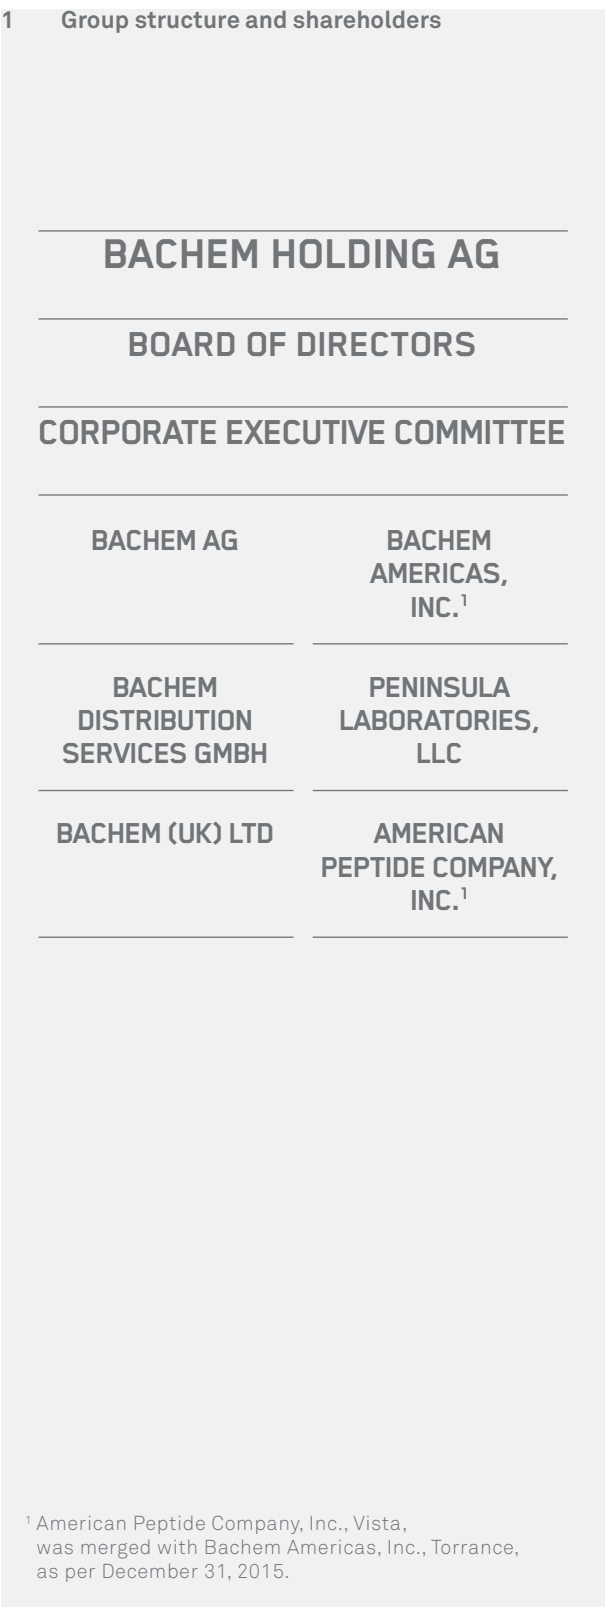 1 Group structure and shareholders
BACHEM HOLDING AG
BOARD OF DIRECTORS
CORPORATE EXECUTIVE COMMITTEE
BACHEM AG
BACHEM
AMERICAS,
INC.¹
BACHEM
DISTRIBUTION
SERVICES GMBH
PENINSULA
LABORATORIES,
LLC
BACHEM (UK) LTD
AMERICAN
PEPTIDE COMPANY,
INC.¹
¹ American Peptide Company, Inc., Vista,
was merged with Bachem Americas, Inc., Torrance,
as per December 31, 2015.